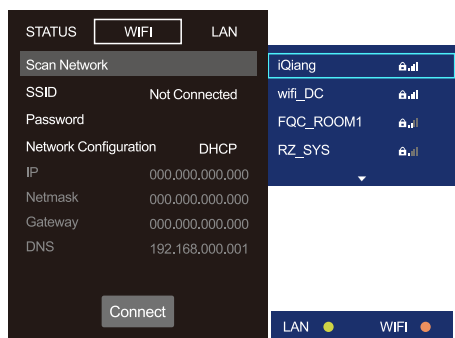 STATUS WIFI LAN
Scan Network
SSID Not Connected
Password
Network Configuration DHCP
IP 000.000.000.000
Netmask 000.000.000.000
Gateway 000.000.000.000
DNS 192.168.000.001
Connect
iQiang
wifi_DC
FQC_ROOM1
RZ_SYS
LAN WIFI